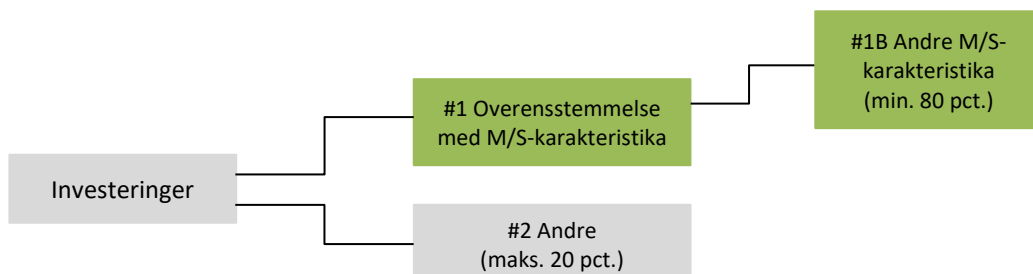 #1B Andre M/S-
karakteristika
(min. 80 pct.)
#1 Overensstemmelse
med M/S-karakteristika
Investeringer
#2 Andre
(maks. 20 pct.)